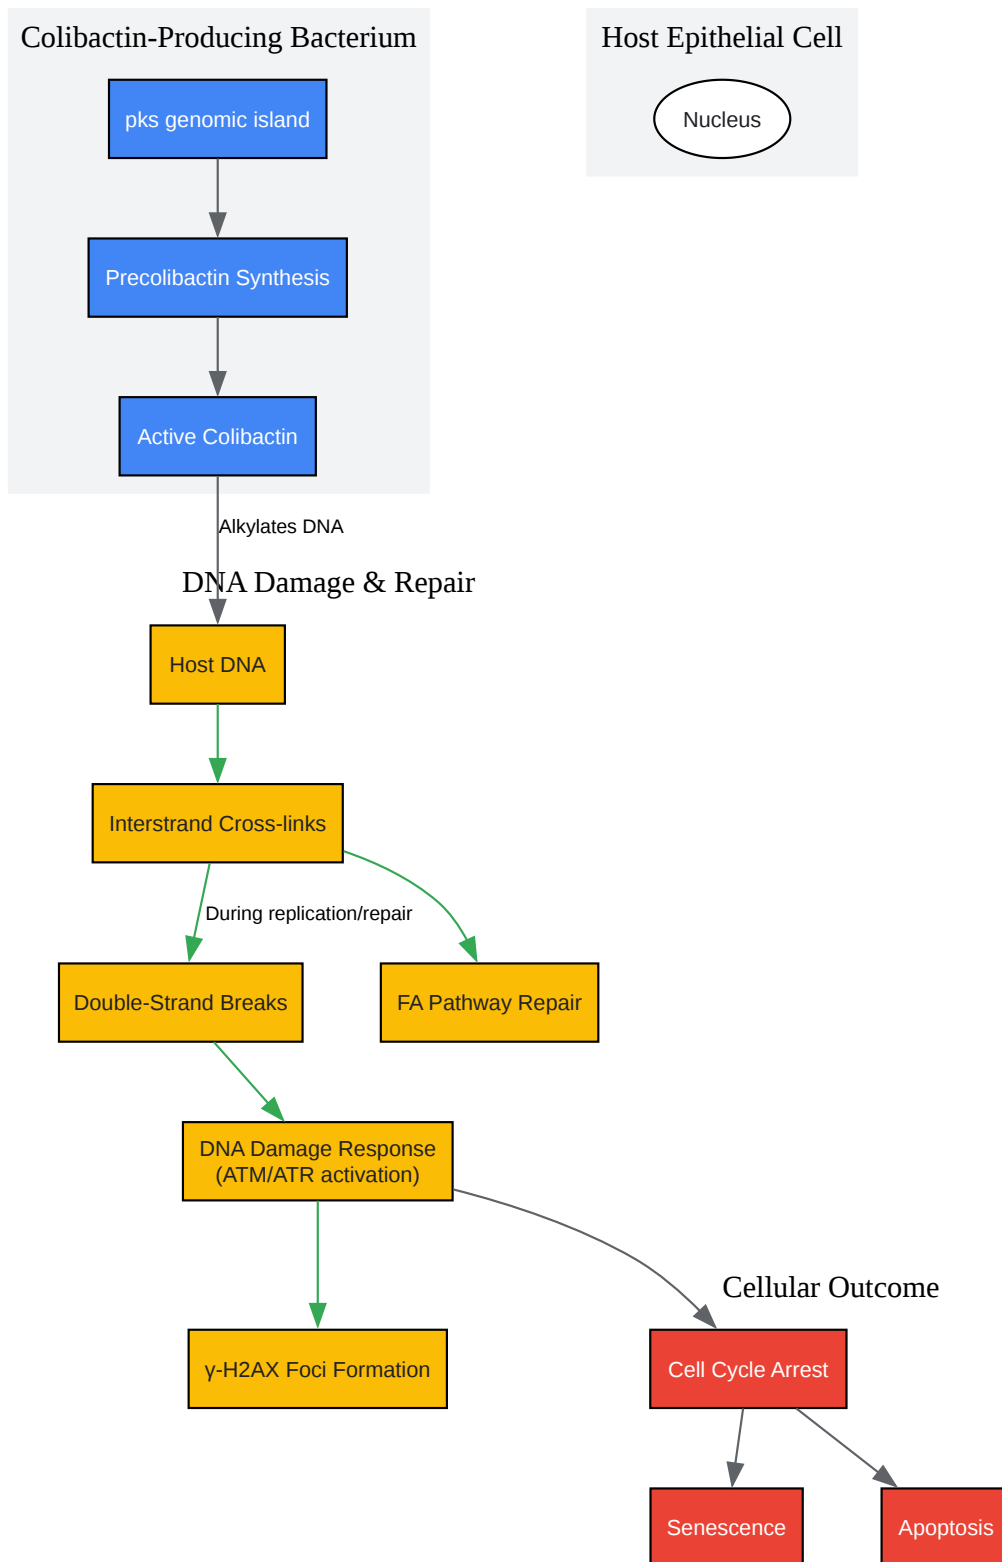 Colibactin-Producing Bacterium
Host Epithelial Cell
pks genomic island
Nucleus
Precolibactin Synthesis
Active Colibactin
Alkylates DNA
DNA Damage & Repair
Host DNA
Interstrand Cross-links
During replication/repair
Double-Strand Breaks
FA Pathway Repair
DNA Damage Response
(ATM/ATR activation)
Cellular Outcome
γ-H2AX Foci Formation
Cell Cycle Arrest
Senescence
Apoptosis